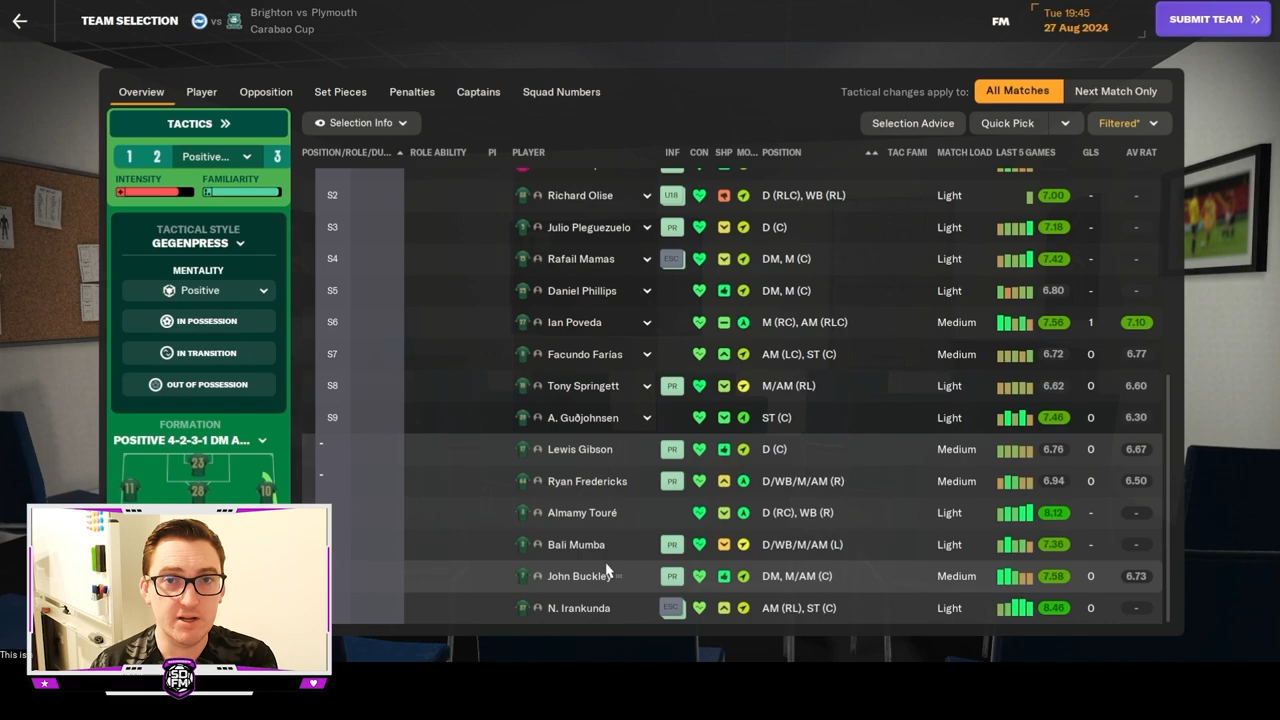 TEAM SELECTION vs Brighton vs Plymouth
Carabao Cup
FM
Tue 19:45
27 Aug 2024
SUBMIT TEAM
Overview Player Opposition Set Pieces Penalties Captains Squad Numbers
Tactical changes apply to: All Matches Next Match Only
TACTICS
Selection Info Selection Advice Quick Pick Filtered*
1 2 Positive... 3
INTENSITY FAMILIARITY
TACTICAL STYLE
GEGENPRESS
MENTALITY
Positive
IN POSSESSION
IN TRANSITION
OUT OF POSSESSION
FORMATION
POSITIVE 4-2-3-1 DM A...
23
11 28 10
POSITION/ROLE/DU... ROLE ABILITY PI PLAYER INF CON SHP MO... POSITION TAC FAMI MATCH LOAD LAST 5 GAMES GLS AV RAT
S2 Richard Olise U18 D (RLC), WB (RL) Light 7.00 - -
S3 Julio Pleguezuelo PR D (C) Light 7.18 - -
S4 Rafail Mamas ESC DM, M (C) Light 7.42 - -
S5 Daniel Phillips DM, M (C) Light 6.80 - -
S6 Ian Poveda M (RC), AM (RLC) Medium 7.56 1 7.10
S7 Facundo Farías AM (LC), ST (C) Medium 6.72 0 6.77
S8 Tony Springett PR M/AM (RL) Light 6.62 0 6.60
S9 A. Guðjohnsen ST (C) Light 7.46 0 6.30
- Lewis Gibson PR D (C) Medium 6.76 0 6.67
- Ryan Fredericks PR D/WB/M/AM (R) Medium 6.94 0 6.50
Almamy Touré D (RC), WB (R) Light 8.12 - -
Bali Mumba PR D/WB/M/AM (L) Light 7.36 - -
John Buckley PR DM, M/AM (C) Medium 7.58 0 6.73
N. Irankunda ESC AM (RL), ST (C) Light 8.46 0 -
This is
SD
FM